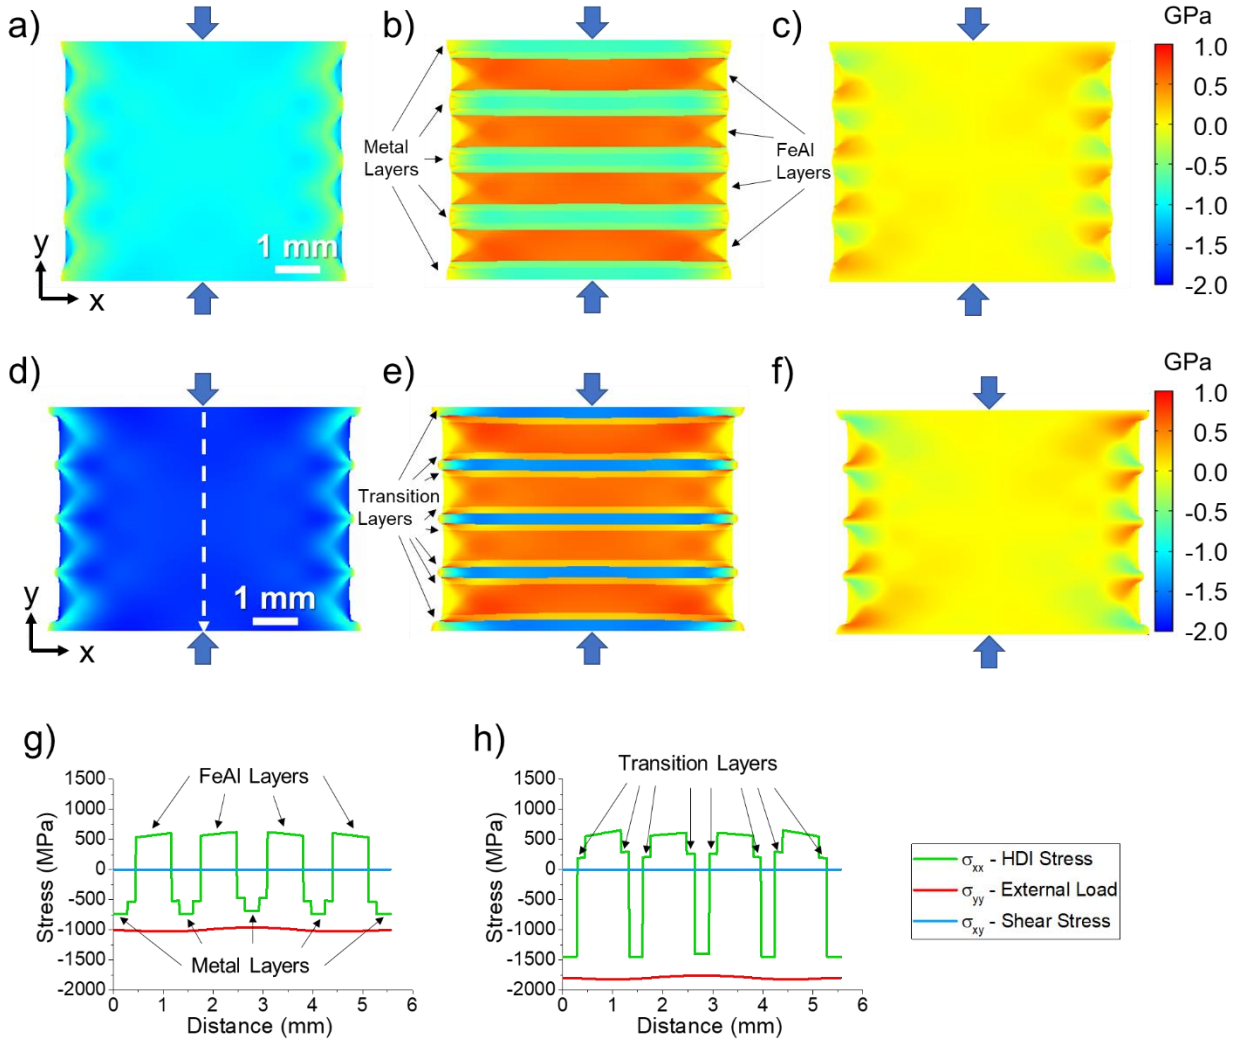 a)
b)
c)
GPa
1.0
0.5
0.0
-0.5
-1.0
-1.5
-2.0
Metal
Layers
FeAl
Layers
y
x
1 mm
d)
e)
f)
GPa
1.0
0.5
0.0
-0.5
-1.0
-1.5
-2.0
Transition
Layers
y
x
1 mm
g)
FeAl Layers
Metal Layers
Stress (MPa)
1500
1000
500
0
-500
-1000
-1500
-2000
0 1 2 3 4 5 6
Distance (mm)
h)
Transition Layers
Stress (MPa)
1500
1000
500
0
-500
-1000
-1500
-2000
0 1 2 3 4 5 6
Distance (mm)
σxx - HDI Stress
σyy - External Load
σxy - Shear Stress